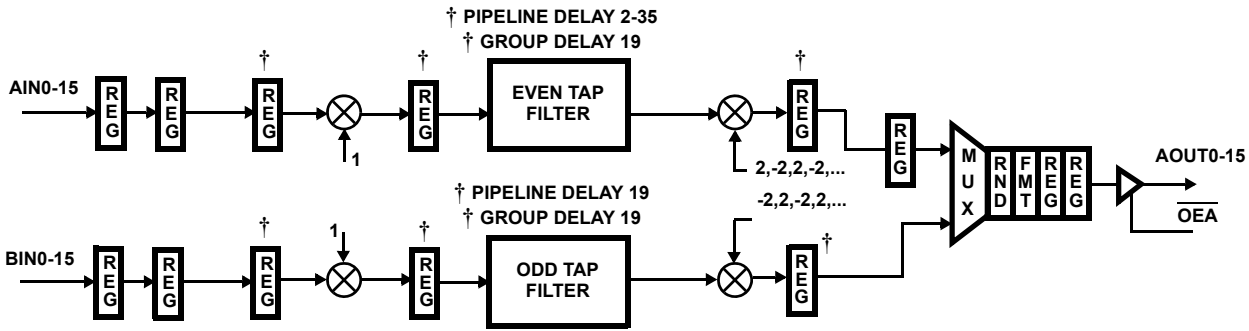 † PIPELINE DELAY 2-35
† GROUP DELAY 19
AIN0-15
REG
REG
†
REG
1
†
REG
EVEN TAP
FILTER
2,-2,2,-2,...
†
REG
REG
MUX
RND
FMT
REG
REG
AOUT0-15
OEA
† PIPELINE DELAY 19
† GROUP DELAY 19
-2,2,-2,2,...
BIN0-15
REG
REG
†
REG
1
†
REG
ODD TAP
FILTER
†
REG